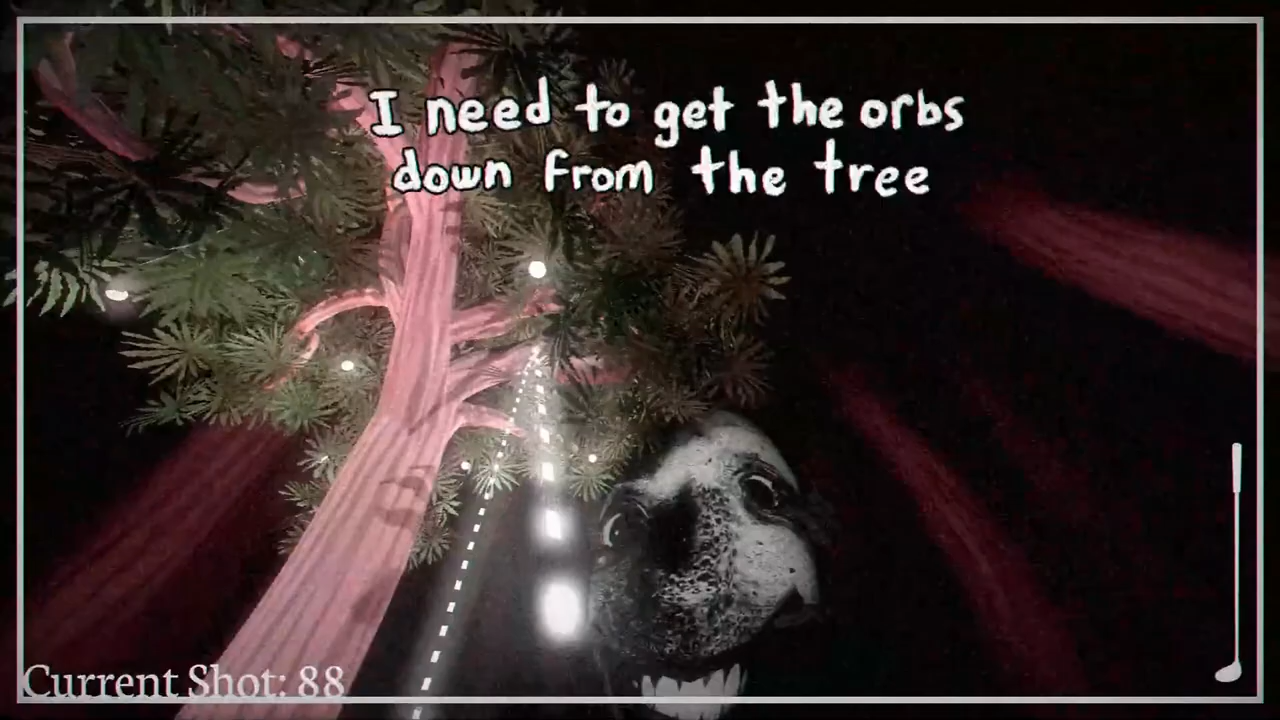 I need to get the orbs
down from the tree
Current Shot: 88